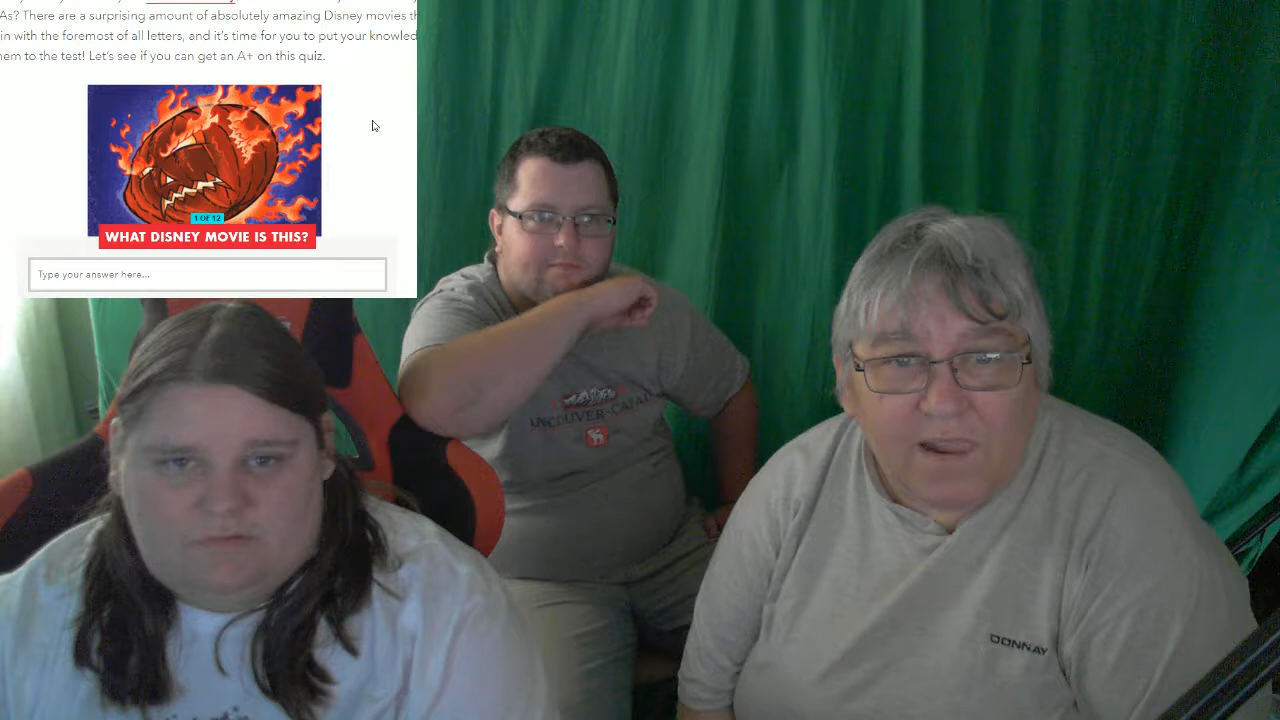 As? There are a surprising amount of absolutely amazing Disney movies th
in with the foremost of all letters, and it's time for you to put your knowled
em to the test! Let's see if you can get an A+ on this quiz.
1 OF 12
WHAT DISNEY MOVIE IS THIS?
Type your answer here...
DONNAY